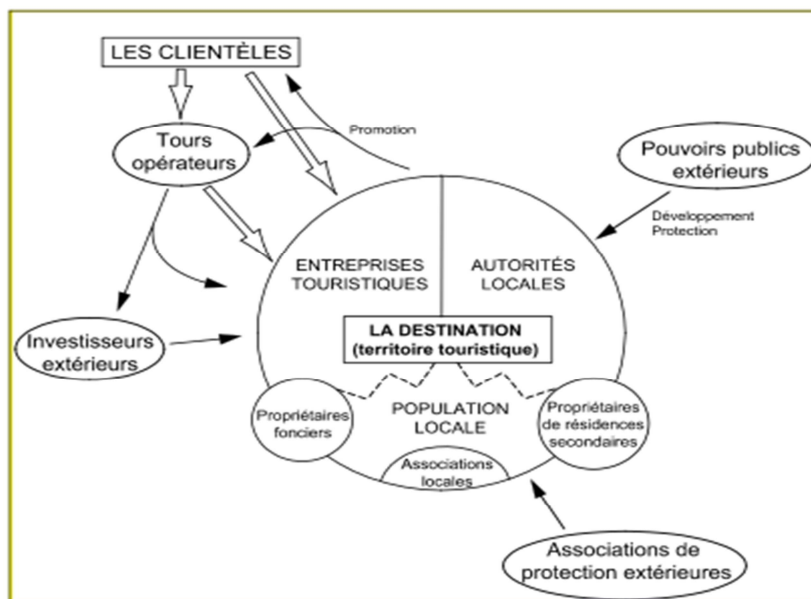 LES CLIENTÈLES
Promotion
Tours
opérateurs
Pouvoirs publics
extérieurs
Développement
Protection
ENTREPRISES
TOURISTIQUES
AUTORITÉS
LOCALES
LA DESTINATION
(territoire touristique)
Investisseurs
extérieurs
Propriétaires
fonciers
POPULATION
LOCALE
Propriétaires
de résidences
secondaires
Associations
locales
Associations de
protection extérieures